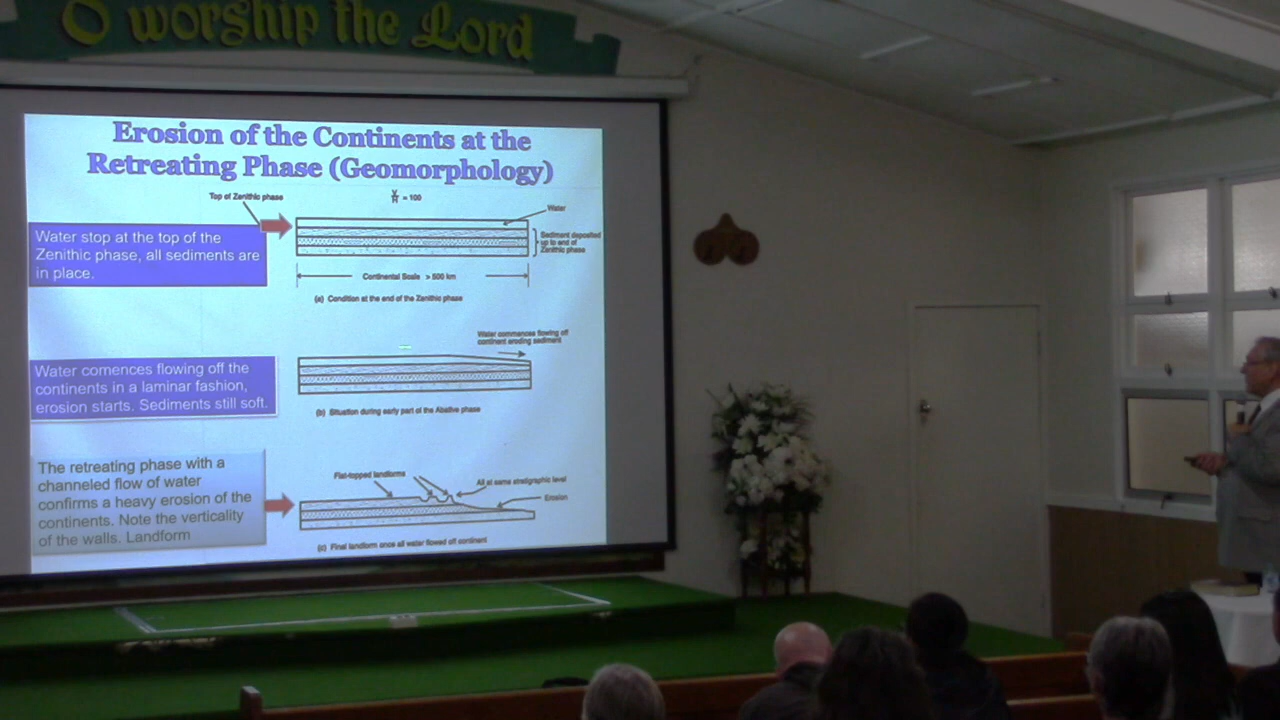 O worship the Lord
Erosion of the Continents at the
Retreating Phase (Geomorphology)
Top of Zenithic phase
V/H = 100
Water
Water stop at the top of the
Zenithic phase, all sediments are
in place.
Sediment deposited
up to end of
Zenithic phase
Continental Scale > 500 km
(a) Condition at the end of the Zenithic phase
Water commences flowing off
continent eroding sediment
Water comences flowing off the
continents in a laminar fashion,
erosion starts. Sediments still soft.
(b) Situation during early part of the Abative phase
The retreating phase with a
channeled flow of water
confirms a heavy erosion of the
continents. Note the verticality
of the walls. Landform
Flat-topped landforms
All at same stratigraphic level
Erosion
(c) Final landform once all water flowed off continent